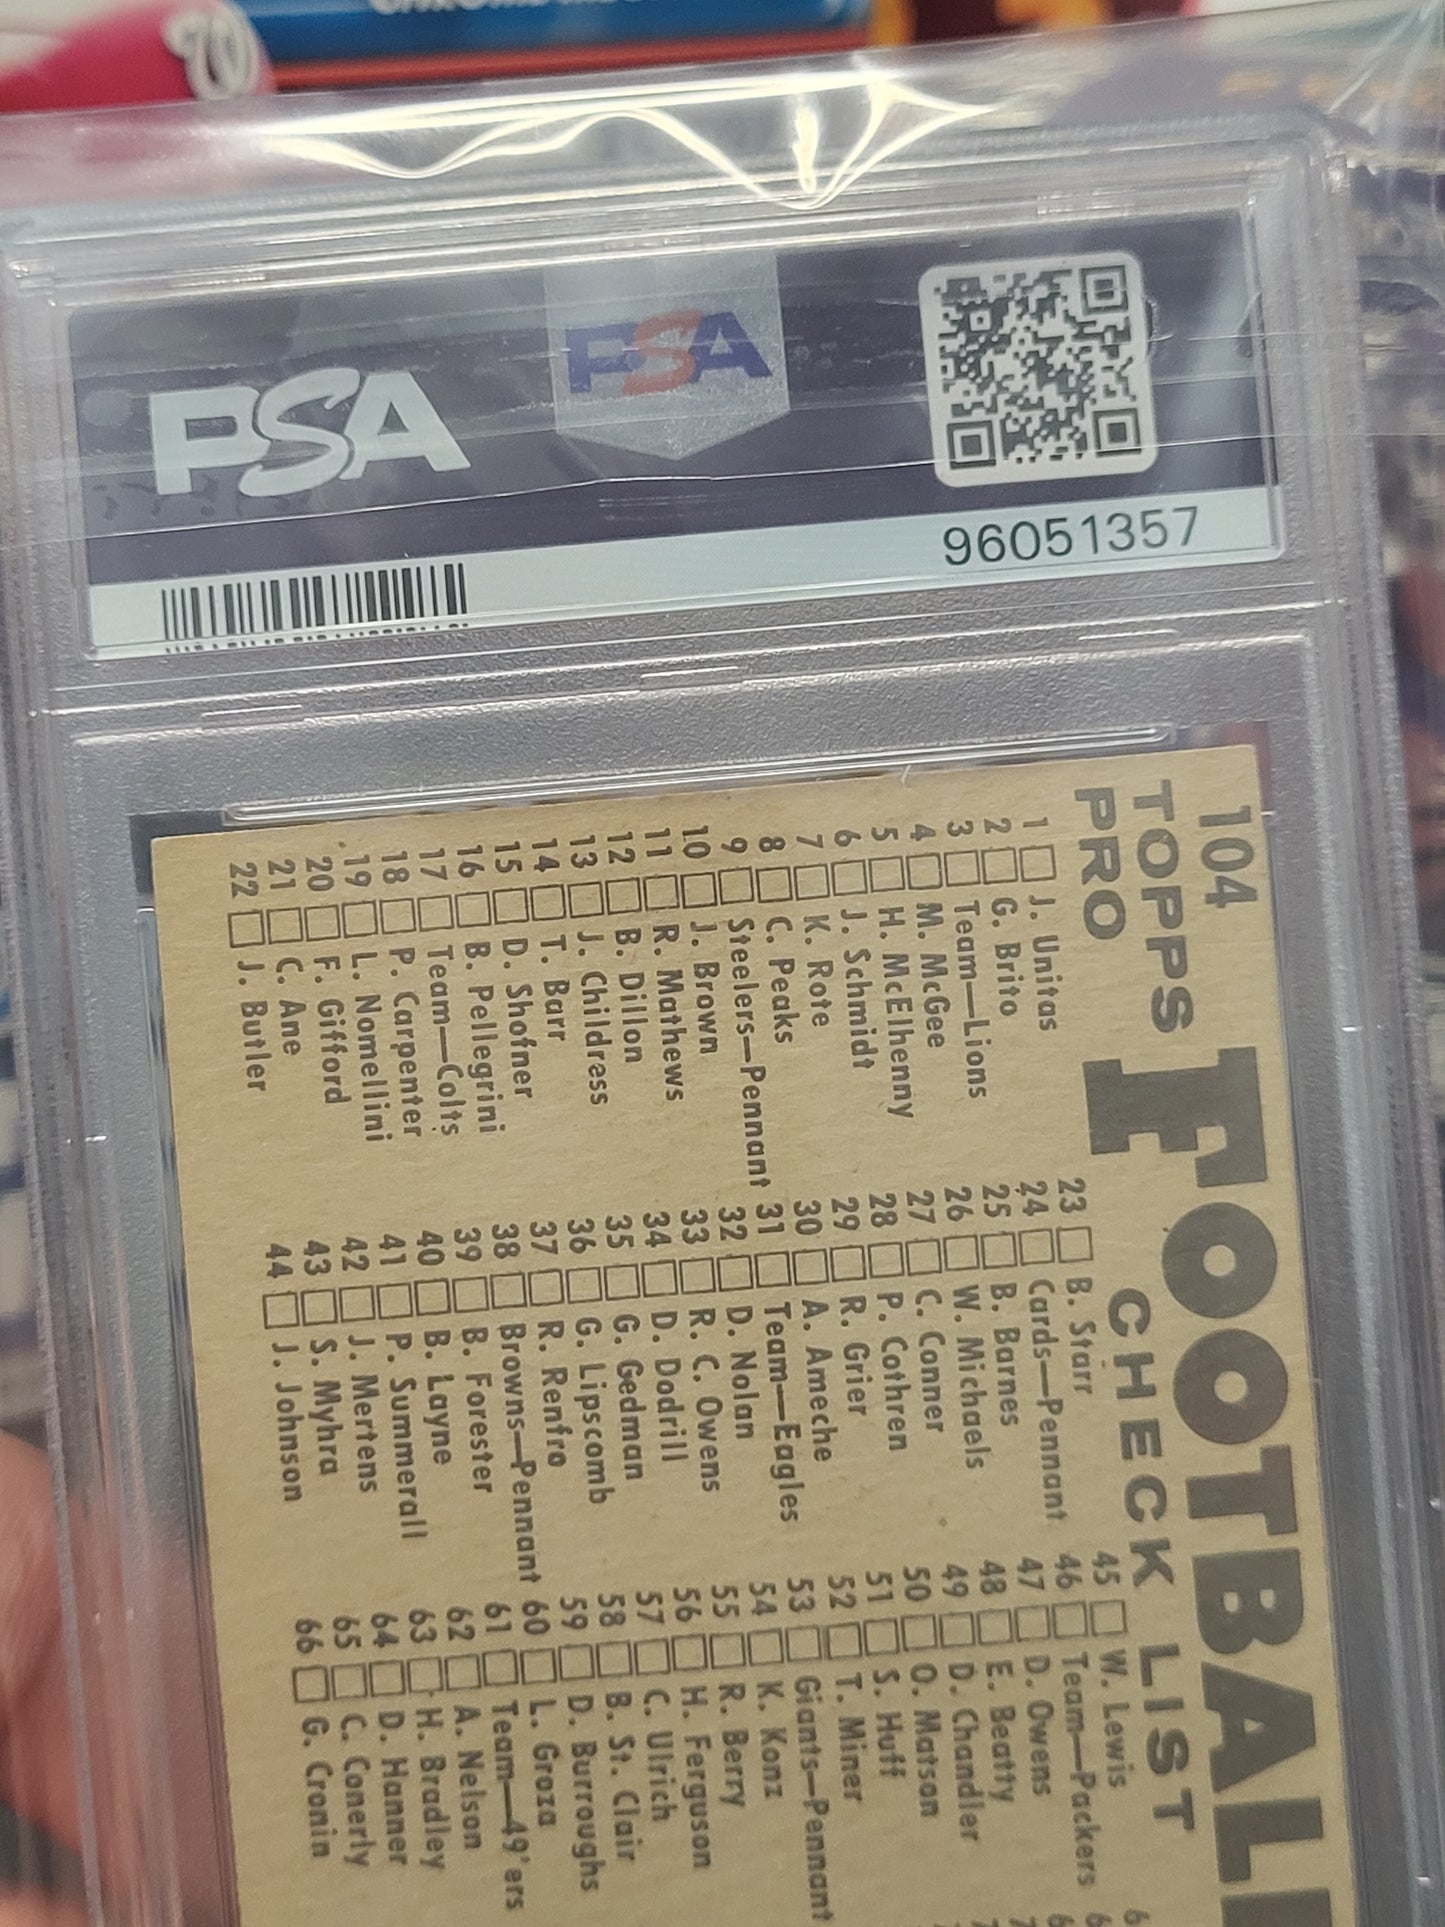 PSA
PSA
96051357
104
TOPPS
PRO
FOOTBALL
CHECK LIST
1 J. Unitas
2 G. Brito
3 Team—Lions
4 M. McGee
5 H. McElhenny
6 J. Schmidt
7 K. Rote
8 C. Peaks
9 Steelers—Pennant
10 J. Brown
11 R. Mathews
12 B. Dillon
13 J. Childress
14 T. Barr
15 D. Shofner
16 B. Pellegrini
17 Team—Colts
18 P. Carpenter
19 L. Nomellini
20 F. Gifford
21 C. Ane
22 J. Butler
23 B. Starr
24 Cards—Pennant
25 B. Barnes
26 W. Michaels
27 C. Conner
28 P. Cothren
29 R. Grier
30 A. Ameche
31 Team—Eagles
32 D. Nolan
33 R. C. Owens
34 D. Dodrill
35 G. Gedman
36 G. Lipscomb
37 R. Renfro
38 Browns—Pennant
39 B. Forester
40 B. Layne
41 P. Summerall
42 J. Mertens
43 S. Myhra
44 J. Johnson
45 W. Lewis
46 Team—Packers
47 D. Owens
48 E. Beatty
49 D. Chandler
50 O. Matson
51 S. Huff
52 T. Miner
53 Giants—Pennant
54 K. Konz
55 R. Berry
56 H. Ferguson
57 C. Ulrich
58 B. St. Clair
59 D. Burroughs
60 L. Groza
61 Team—49'ers
62 A. Nelson
63 H. Bradley
64 D. Hanner
65 C. Conerly
66 G. Cronin